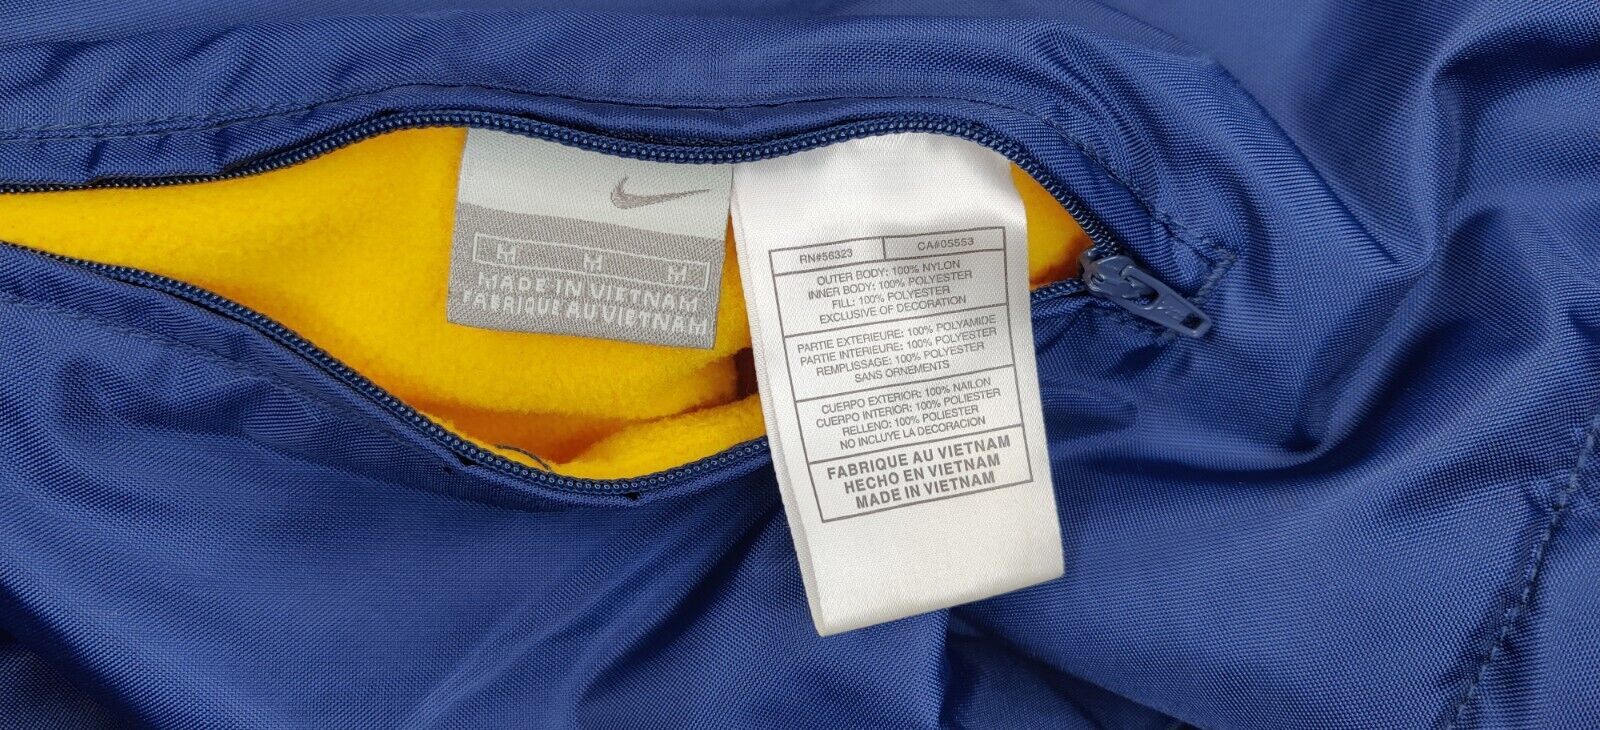 M M M
MADE IN VIETNAM
FABRIQUE AU VIETNAM
RN#56323 CA#05553
OUTER BODY: 100% NYLON
INNER BODY: 100% POLYESTER
FILL: 100% POLYESTER
EXCLUSIVE OF DECORATION
PARTIE EXTERIEURE: 100% POLYAMIDE
PARTIE INTERIEURE: 100% POLYESTER
REMPLISSAGE: 100% POLYESTER
SANS ORNEMENTS
CUERPO EXTERIOR: 100% NAILON
CUERPO INTERIOR: 100% POLIESTER
RELLENO: 100% POLIESTER
NO INCLUYE LA DECORACION
FABRIQUE AU VIETNAM
HECHO EN VIETNAM
MADE IN VIETNAM